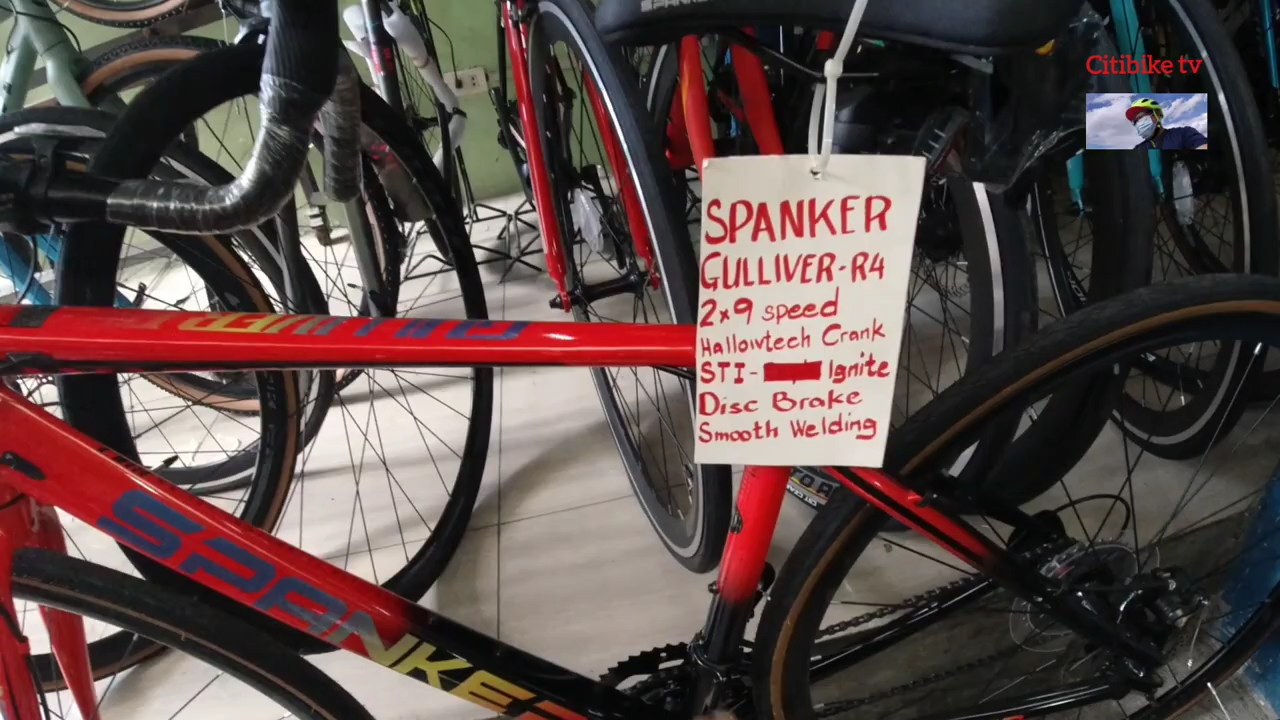 Citibike tv
SPANKER
GULLIVER-R4
2x9 speed
Hallowtech Crank
STI- Ignite
Disc Brake
Smooth Welding
SPANKE